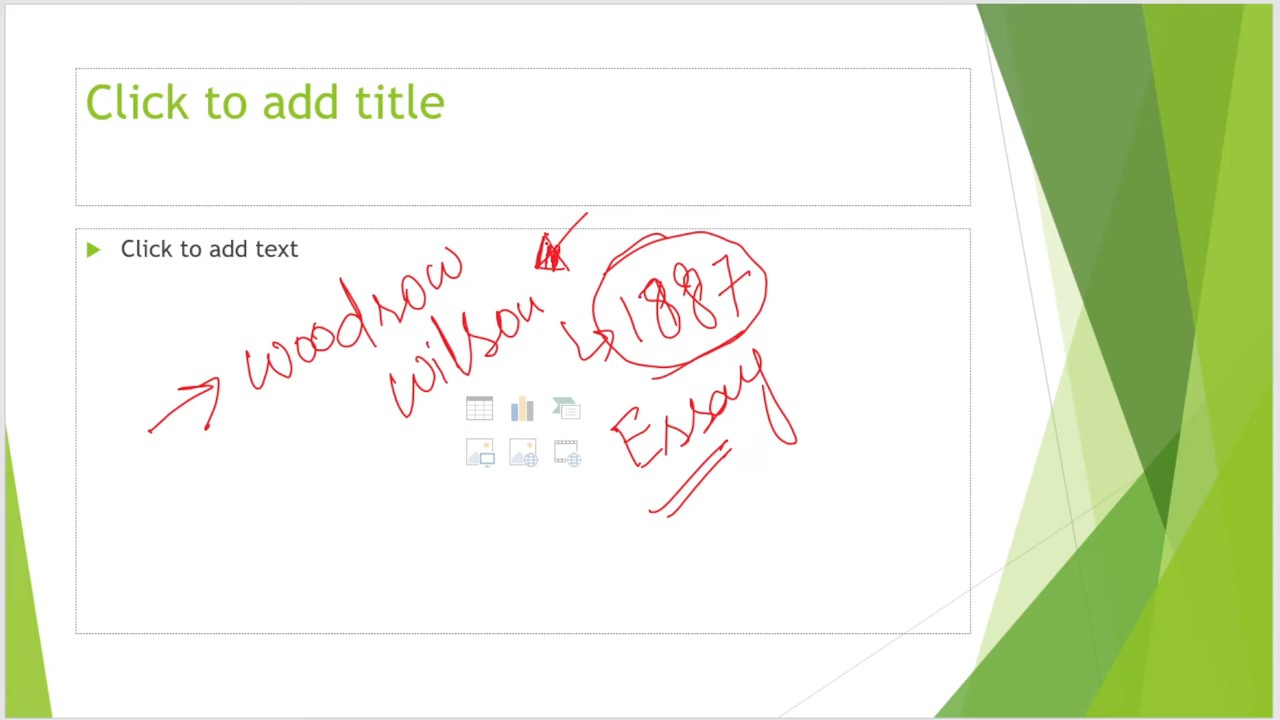 Click to add title
Click to add text
woodrow
wilson
1887
Essay